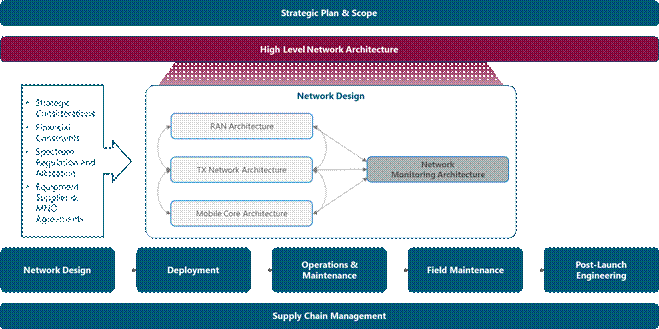 Strategic Plan & Scope
High Level Network Architecture
Network Design
• Strategic
Considerations
• Financial
Constraints
• Spectrum
Regulation and
Allocation
• Equipment
Supplier &
MNO
Agreements
RAN Architecture
TX Network Architecture
Mobile Core Architecture
Network
Monitoring Architecture
Network Design
Deployment
Operations &
Maintenance
Field Maintenance
Post-Launch
Engineering
Supply Chain Management